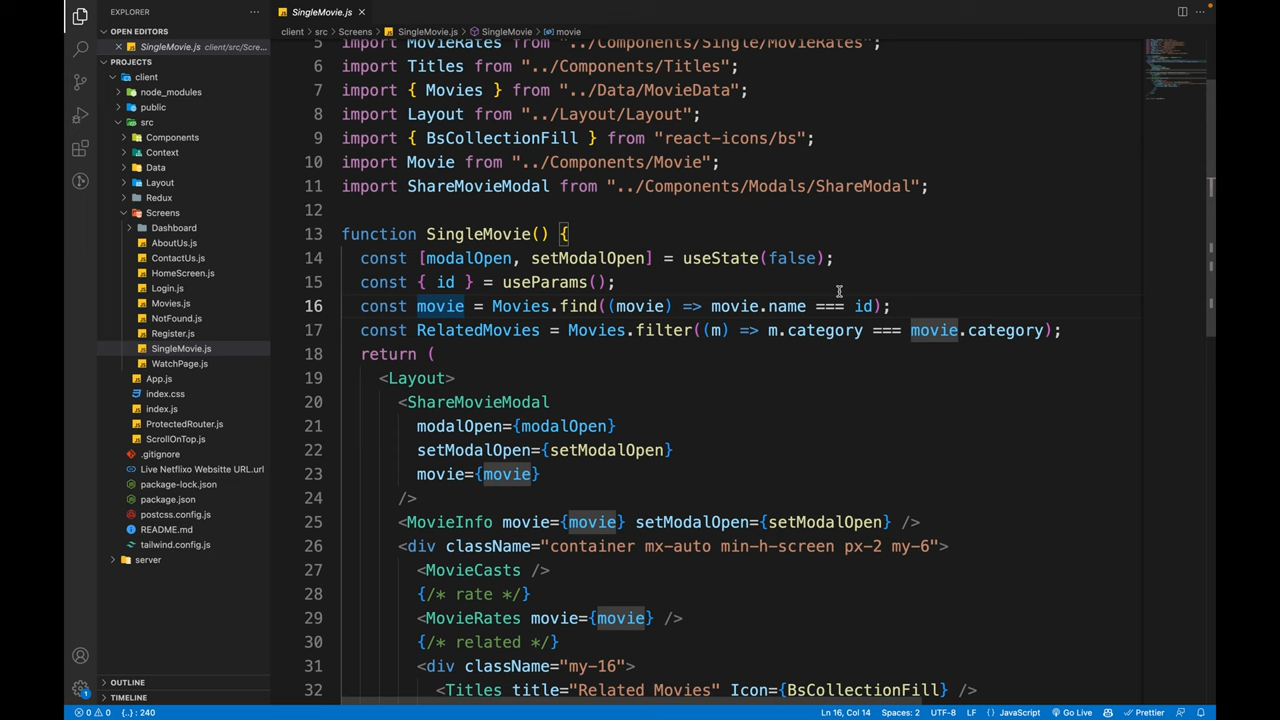 EXPLORER
OPEN EDITORS
SingleMovie.js client/src/Scre...
PROJECTS
client
node_modules
public
src
Components
Context
Data
Layout
Redux
Screens
Dashboard
AboutUs.js
ContactUs.js
HomeScreen.js
Login.js
Movies.js
NotFound.js
Register.js
SingleMovie.js
WatchPage.js
App.js
index.css
index.js
ProtectedRouter.js
ScrollOnTop.js
.gitignore
Live Netflixo Websitte URL.url
package-lock.json
package.json
postcss.config.js
README.md
tailwind.config.js
server
OUTLINE
TIMELINE
SingleMovie.js
client > src > Screens > SingleMovie.js > SingleMovie > movie
5 import MovieRates from "../Components/Single/MovieRates";
6 import Titles from "../Components/Titles";
7 import { Movies } from "../Data/MovieData";
8 import Layout from "../Layout/Layout";
9 import { BsCollectionFill } from "react-icons/bs";
10 import Movie from "../Components/Movie";
11 import ShareMovieModal from "../Components/Modals/ShareModal";
12
13 function SingleMovie() {
14 const [modalOpen, setModalOpen] = useState(false);
15 const { id } = useParams();
16 const movie = Movies.find((movie) => movie.name === id);
17 const RelatedMovies = Movies.filter((m) => m.category === movie.category);
18 return (
19 <Layout>
20 <ShareMovieModal
21 modalOpen={modalOpen}
22 setModalOpen={setModalOpen}
23 movie={movie}
24 />
25 <MovieInfo movie={movie} setModalOpen={setModalOpen} />
26 <div className="container mx-auto min-h-screen px-2 my-6">
27 <MovieCasts />
28 {/* rate */}
29 <MovieRates movie={movie} />
30 {/* related */}
31 <div className="my-16">
32 <Titles title="Related Movies" Icon={BsCollectionFill} />
1
0 0 {..} : 240 Ln 16, Col 14 Spaces: 2 UTF-8 LF {} JavaScript Go Live Prettier